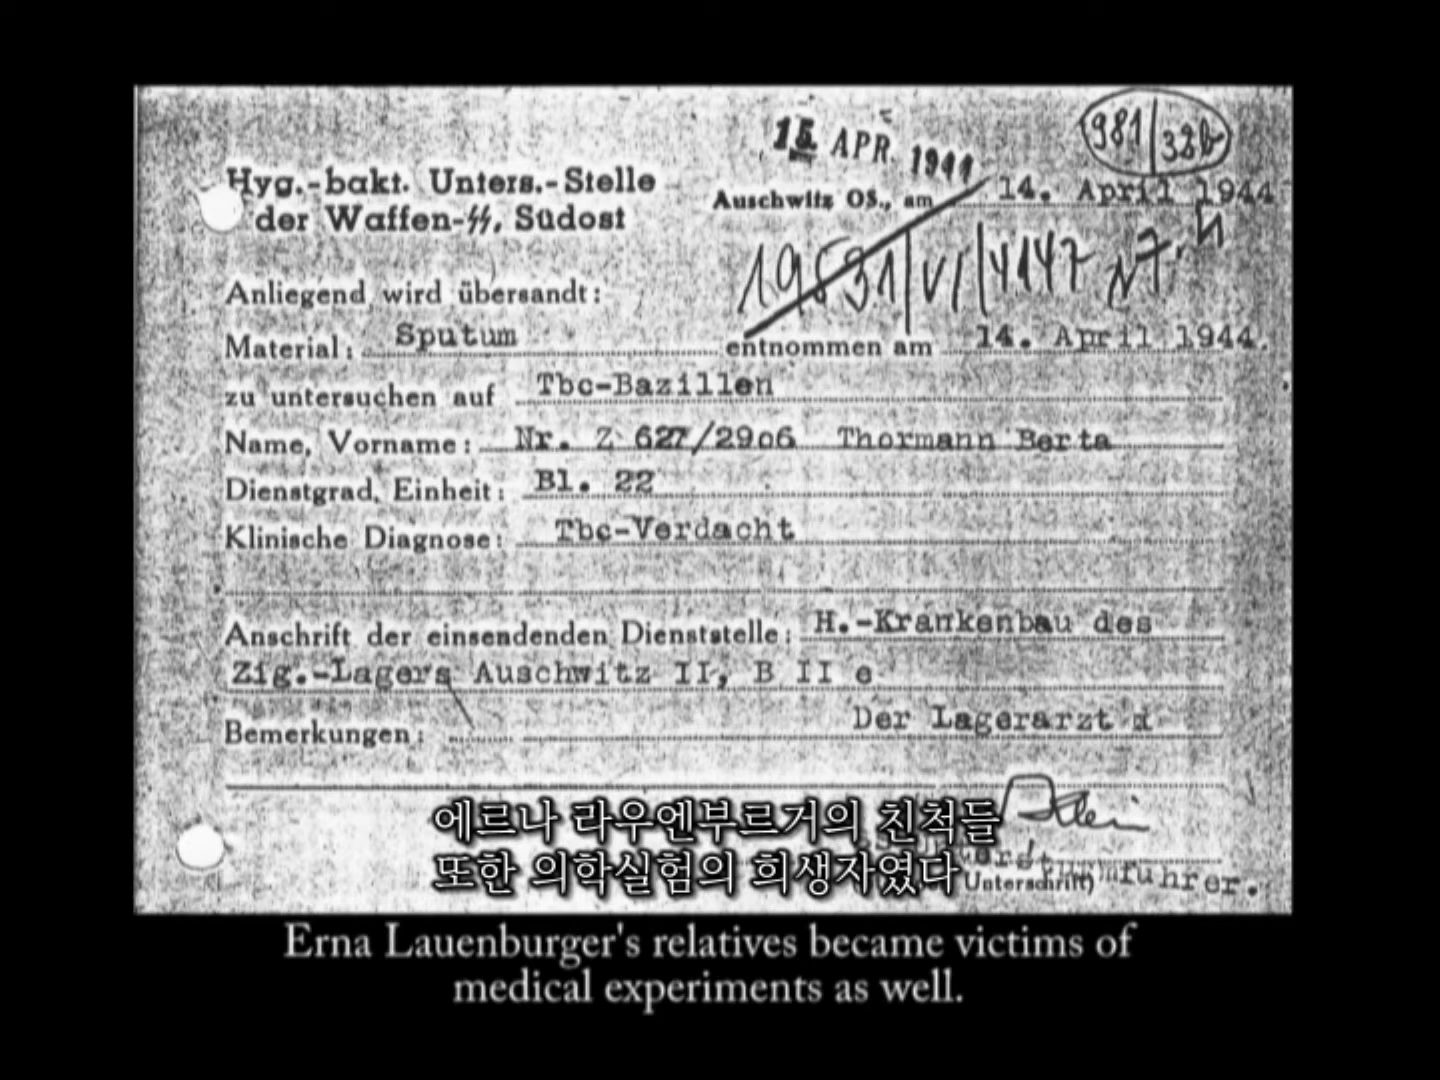 15. APR. 1944
981/38b
Hyg.-bakt. Unters.-Stelle
der Waffen-SS, Südost
Auschwitz OS., am 14. April 1944
Anliegend wird übersandt:
Material: Sputum entnommen am 14. April 1944.
zu untersuchen auf Tbc-Bazillen
Name, Vorname: Nr. Z 627/2906 Thormann Berta
Dienstgrad, Einheit: Bl. 22
Klinische Diagnose: Tbc-Verdacht
Anschrift der einsendenden Dienststelle: H.-Krankenbau des
Zig.-Lagers Auschwitz II, B II e
Bemerkungen: Der Lagerarzt
Unterschrift)
에르나 라우엔부르거의 친척들
또한 의학실험의 희생자였다
Erna Lauenburger's relatives became victims of
medical experiments as well.